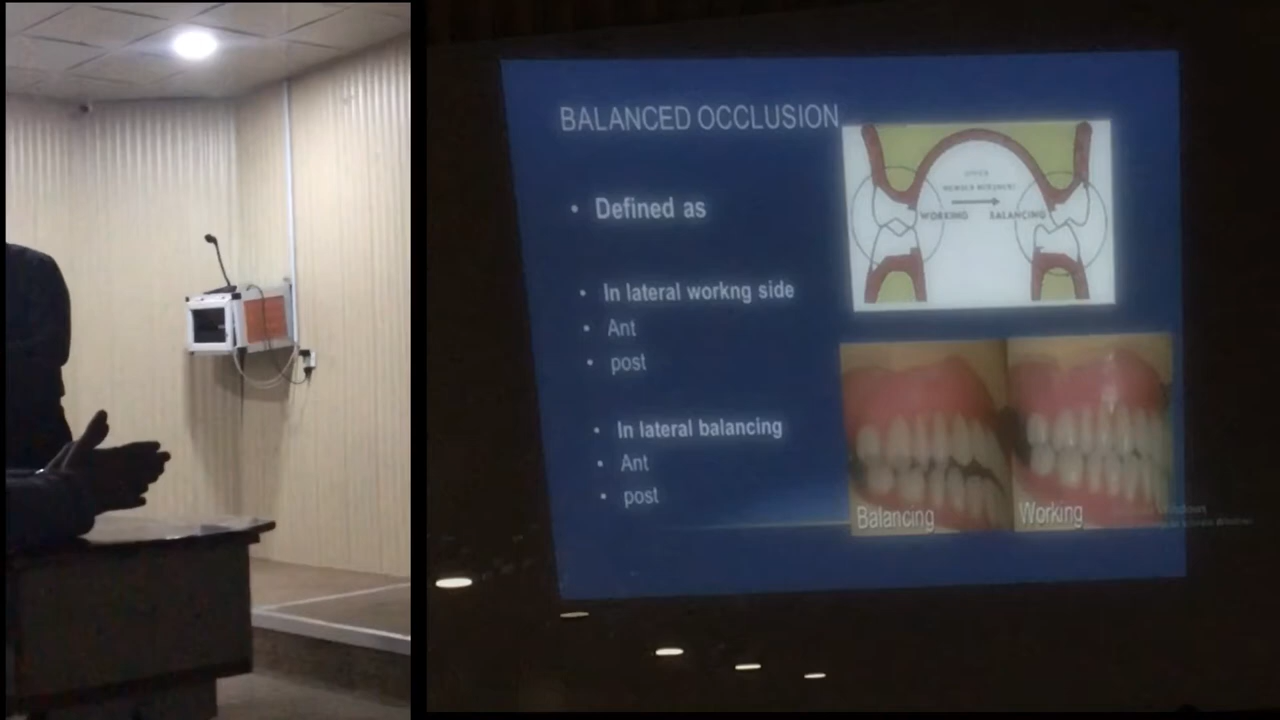 BALANCED OCCLUSION
• Defined as
• In lateral workng side
• Ant
• post
• In lateral balancing
• Ant
• post
WORKING BALANCING
Balancing
Working